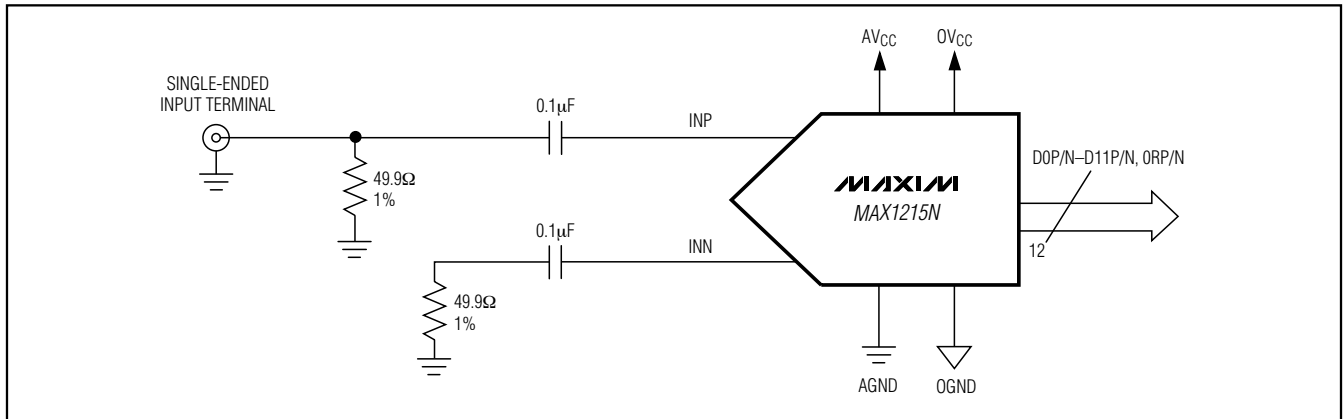 AVCC
OVCC
SINGLE-ENDED
INPUT TERMINAL
0.1μF
INP
D0P/N–D11P/N, 0RP/N
49.9Ω
1%
MAXIM
MAX1215N
0.1μF
INN
12
49.9Ω
1%
AGND
OGND